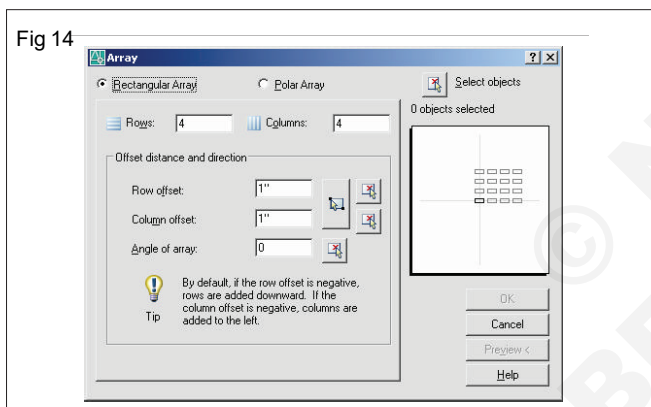 Fig 14
Array
? X
Rectangular Array Polar Array Select objects
0 objects selected
Rows: 4 Columns: 4
Offset distance and direction
Row offset: 1"
Column offset: 1"
Angle of array: 0
By default, if the row offset is negative,
rows are added downward. If the
column offset is negative, columns are
added to the left.
Tip
OK
Cancel
Preview <
Help
©